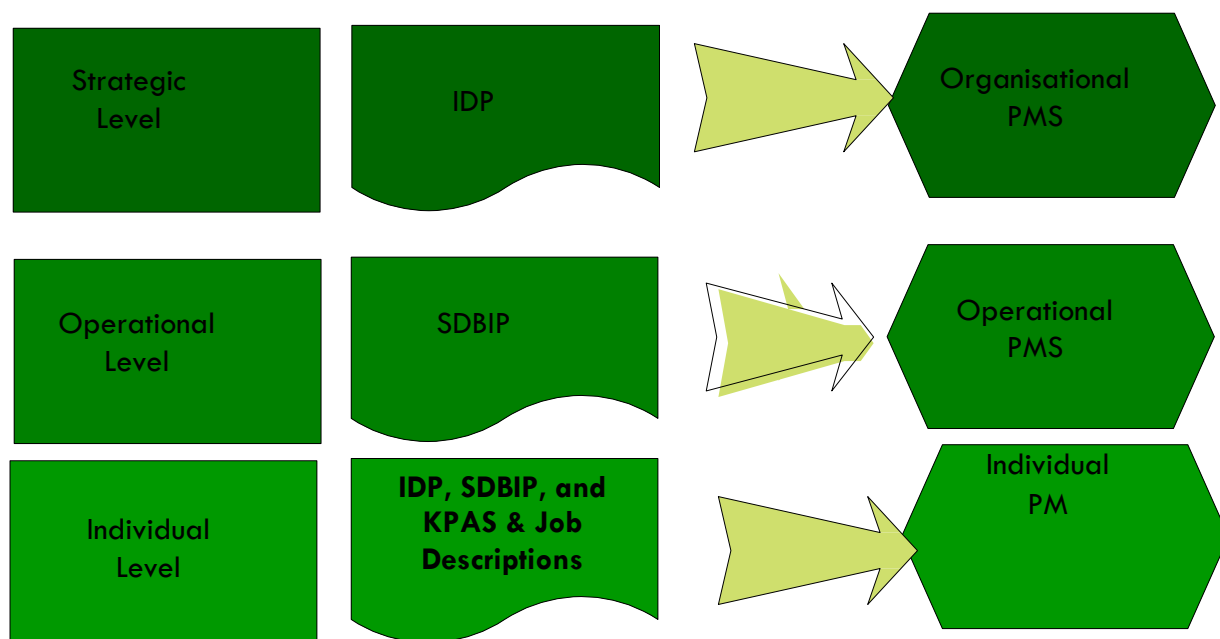 Strategic
Level
IDP
Organisational
PMS
Operational
Level
SDBIP
Operational
PMS
Individual
Level
IDP, SDBIP, and
KPAS & Job
Descriptions
Individual
PM